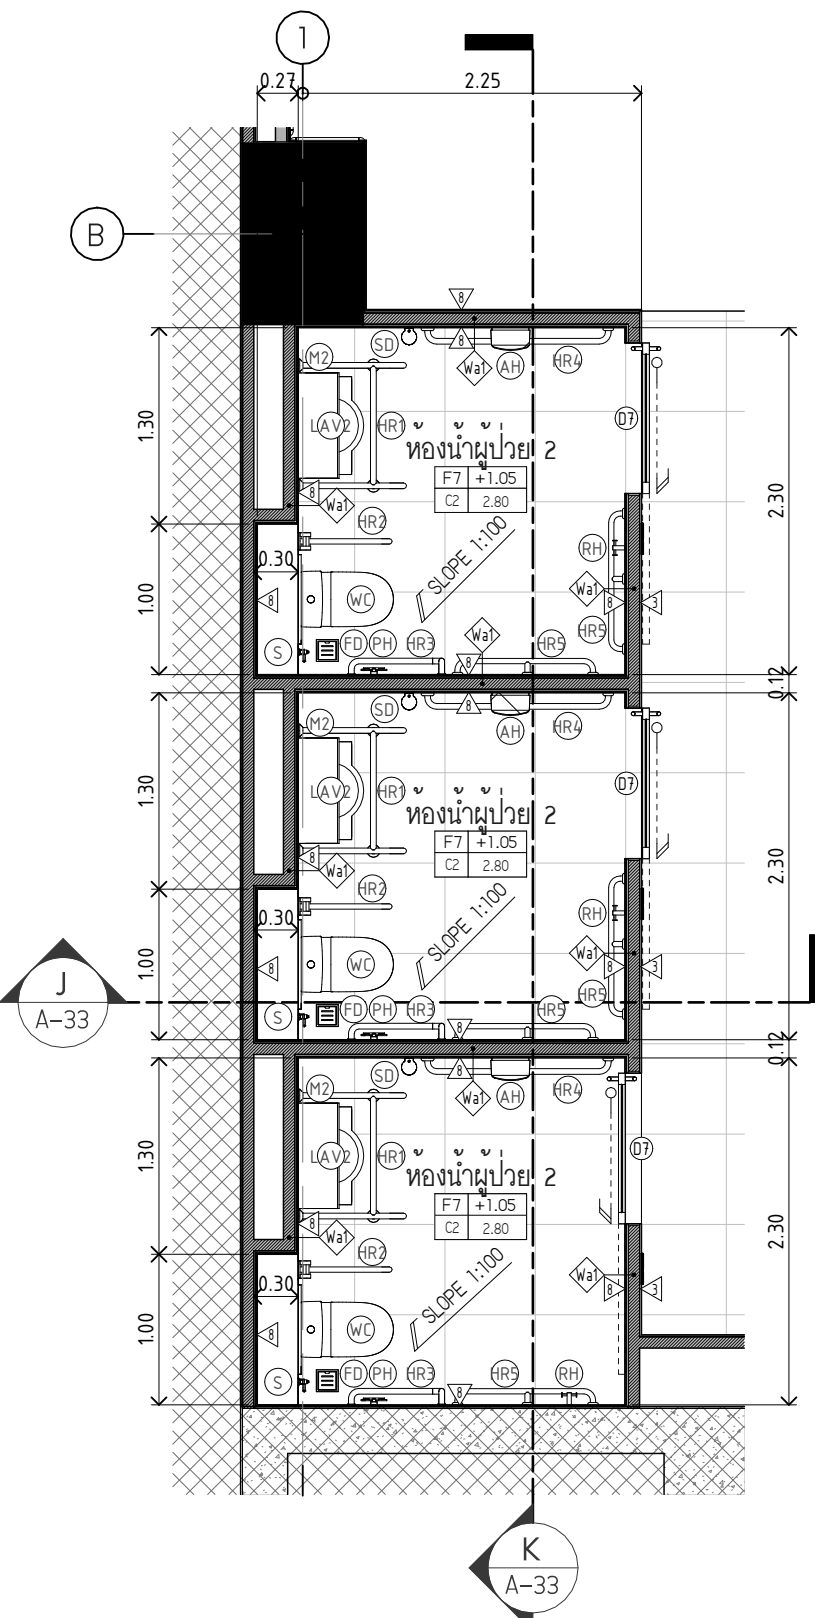 1
0.27
2.25
B
8
SD
M2
8
Wa1
AH
HR4
LAV2
HR1
D7
ห้องน้ำผู้ป่วย 2
1.30
F7 +1.05
C2 2.80
2.30
8
Wa1
HR2
SLOPE 1:100
RH
0.30
1.00
8
WC
Wa1
8
3
HR5
S
FD
PH
HR3
Wa1
8
HR5
0.12
SD
M2
8
AH
HR4
LAV2
HR1
D7
ห้องน้ำผู้ป่วย 2
1.30
F7 +1.05
C2 2.80
2.30
8
Wa1
HR2
SLOPE 1:100
RH
0.30
1.00
8
WC
Wa1
8
3
HR5
J
A-33
S
FD
PH
HR3
8
HR5
0.12
SD
M2
8
Wa1
AH
HR4
LAV2
HR1
D7
ห้องน้ำผู้ป่วย 2
1.30
F7 +1.05
C2 2.80
2.30
8
Wa1
HR2
SLOPE 1:100
Wa1
8
3
0.30
1.00
8
WC
S
FD
PH
HR3
8
HR5
RH
K
A-33